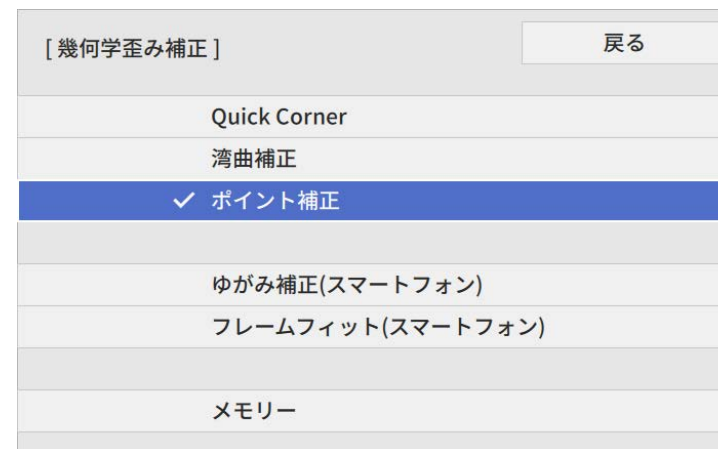 [ 幾何学歪み補正 ]
戻る
Quick Corner
湾曲補正
ポイント補正
ゆがみ補正(スマートフォン)
フレームフィット(スマートフォン)
メモリー